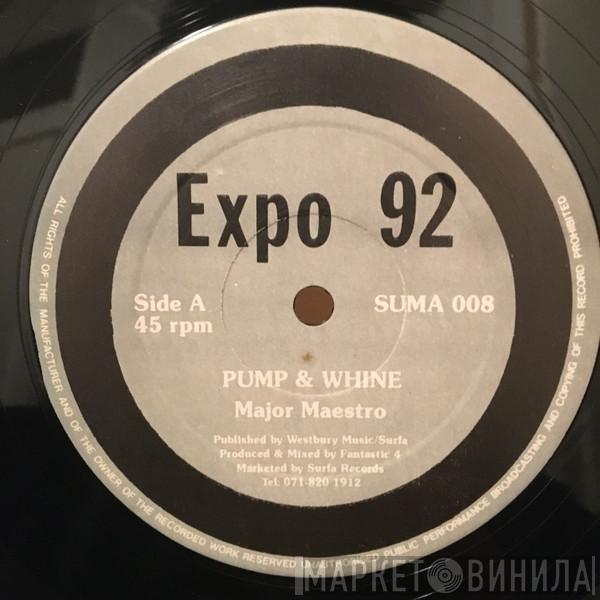 Expo 92
Side A
45 rpm
SUMA 008
PUMP & WHINE
Major Maestro
Published by Westbury Music/Surfa
Produced & Mixed by Fantastic 4
Marketed by Surfa Records
Tel: 071-820 1912
ALL RIGHTS OF THE MANUFACTURER AND OF THE OWNER OF THE RECORDED WORK RESERVED UNAUTHORIZED PUBLIC PERFORMANCE BROADCASTING AND COPYING OF THIS RECORD PROHIBITED
МАРКЕТ ВИНИЛА